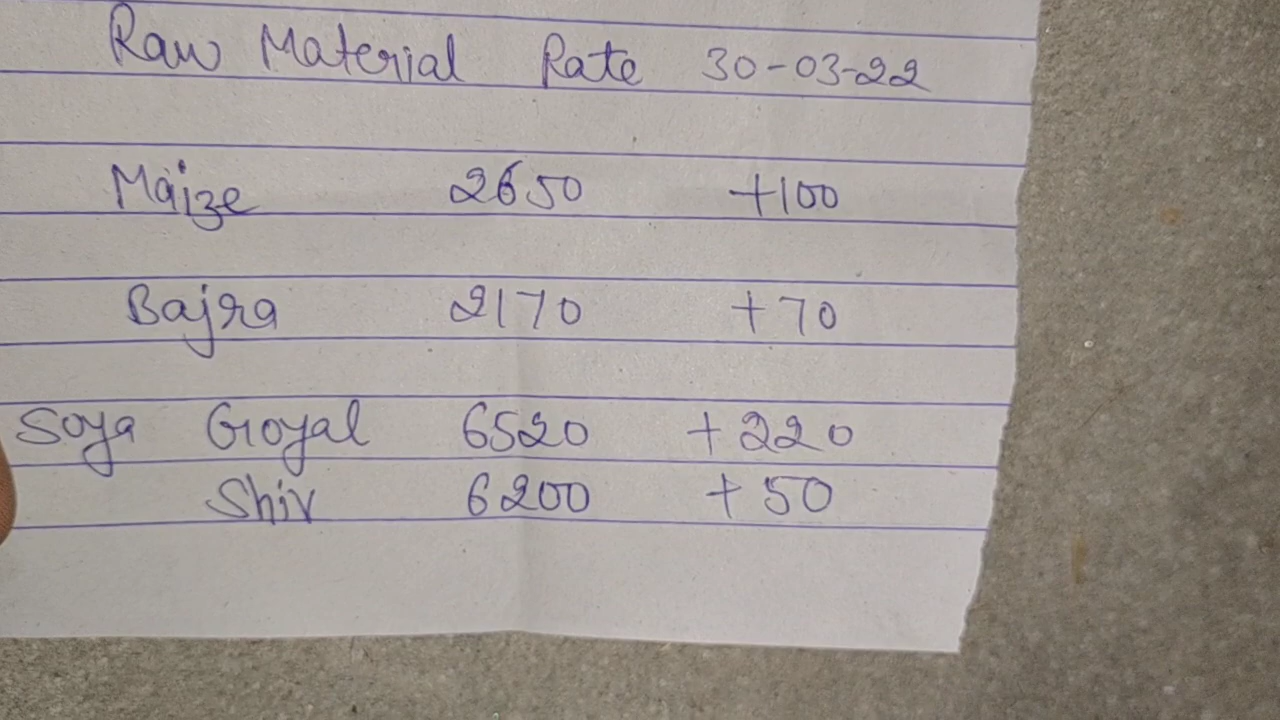 Raw Material Rate 30-03-22
Maize 2650 +100
Bajra 2170 +70
Soya Goyal 6520 +220
Shiv 6200 +50